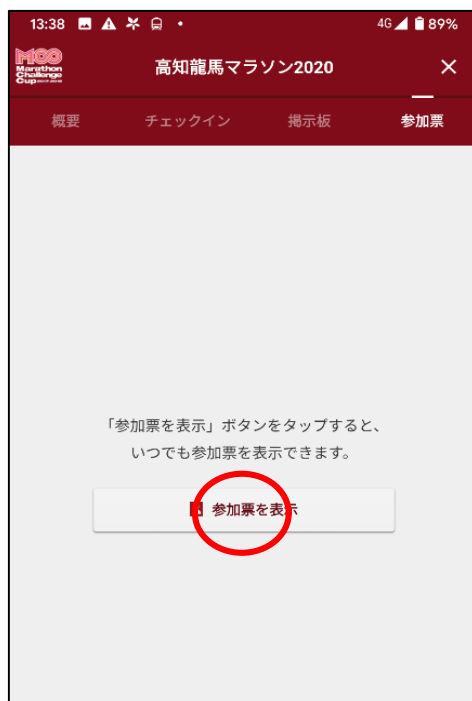 13:38 4G 89%
MCC
Marathon
Challenge
Cup
高知龍馬マラソン2020
概要 チェックイン 掲示板 参加票
「参加票を表示」ボタンをタップすると、
いつでも参加票を表示できます。
参加票を表示